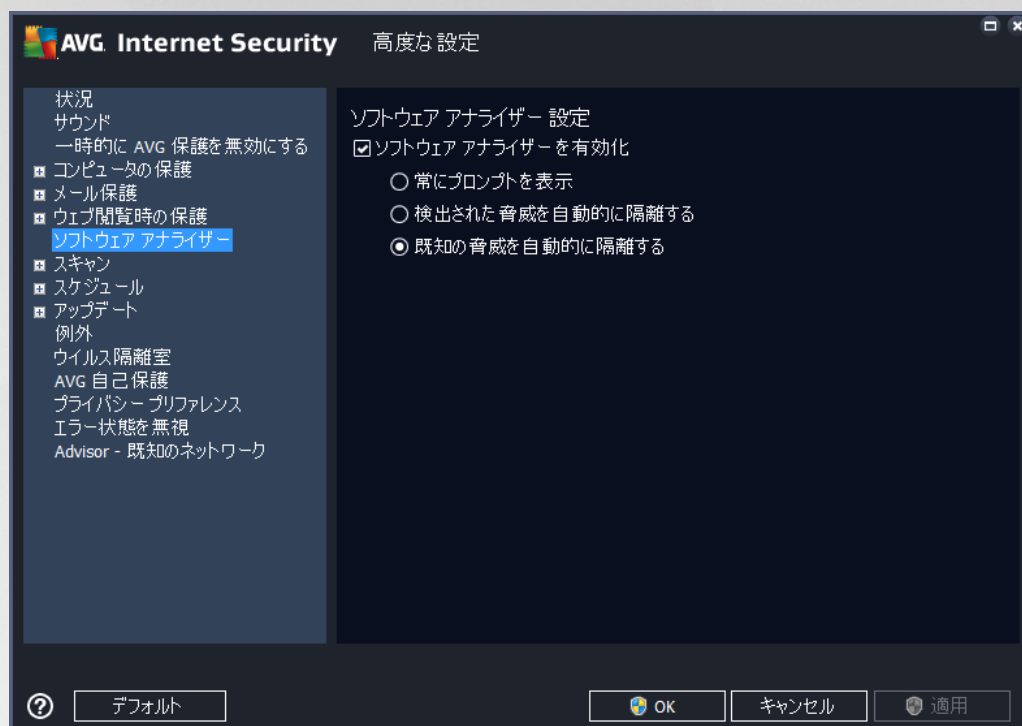 AVG. Internet Security 高度な設定
状況
サウンド
一時的に AVG 保護を無効にする
コンピュータの保護
メール保護
ウェブ閲覧時の保護
ソフトウェア アナライザー
スキャン
スケジュール
アップデート
例外
ウイルス隔離室
AVG 自己保護
プライバシー プリファレンス
エラー状態を無視
Advisor - 既知のネットワーク
ソフトウェア アナライザー 設定
ソフトウェア アナライザーを有効化
常にプロンプトを表示
検出された脅威を自動的に隔離する
既知の脅威を自動的に隔離する
デフォルト
OK
キャンセル
適用